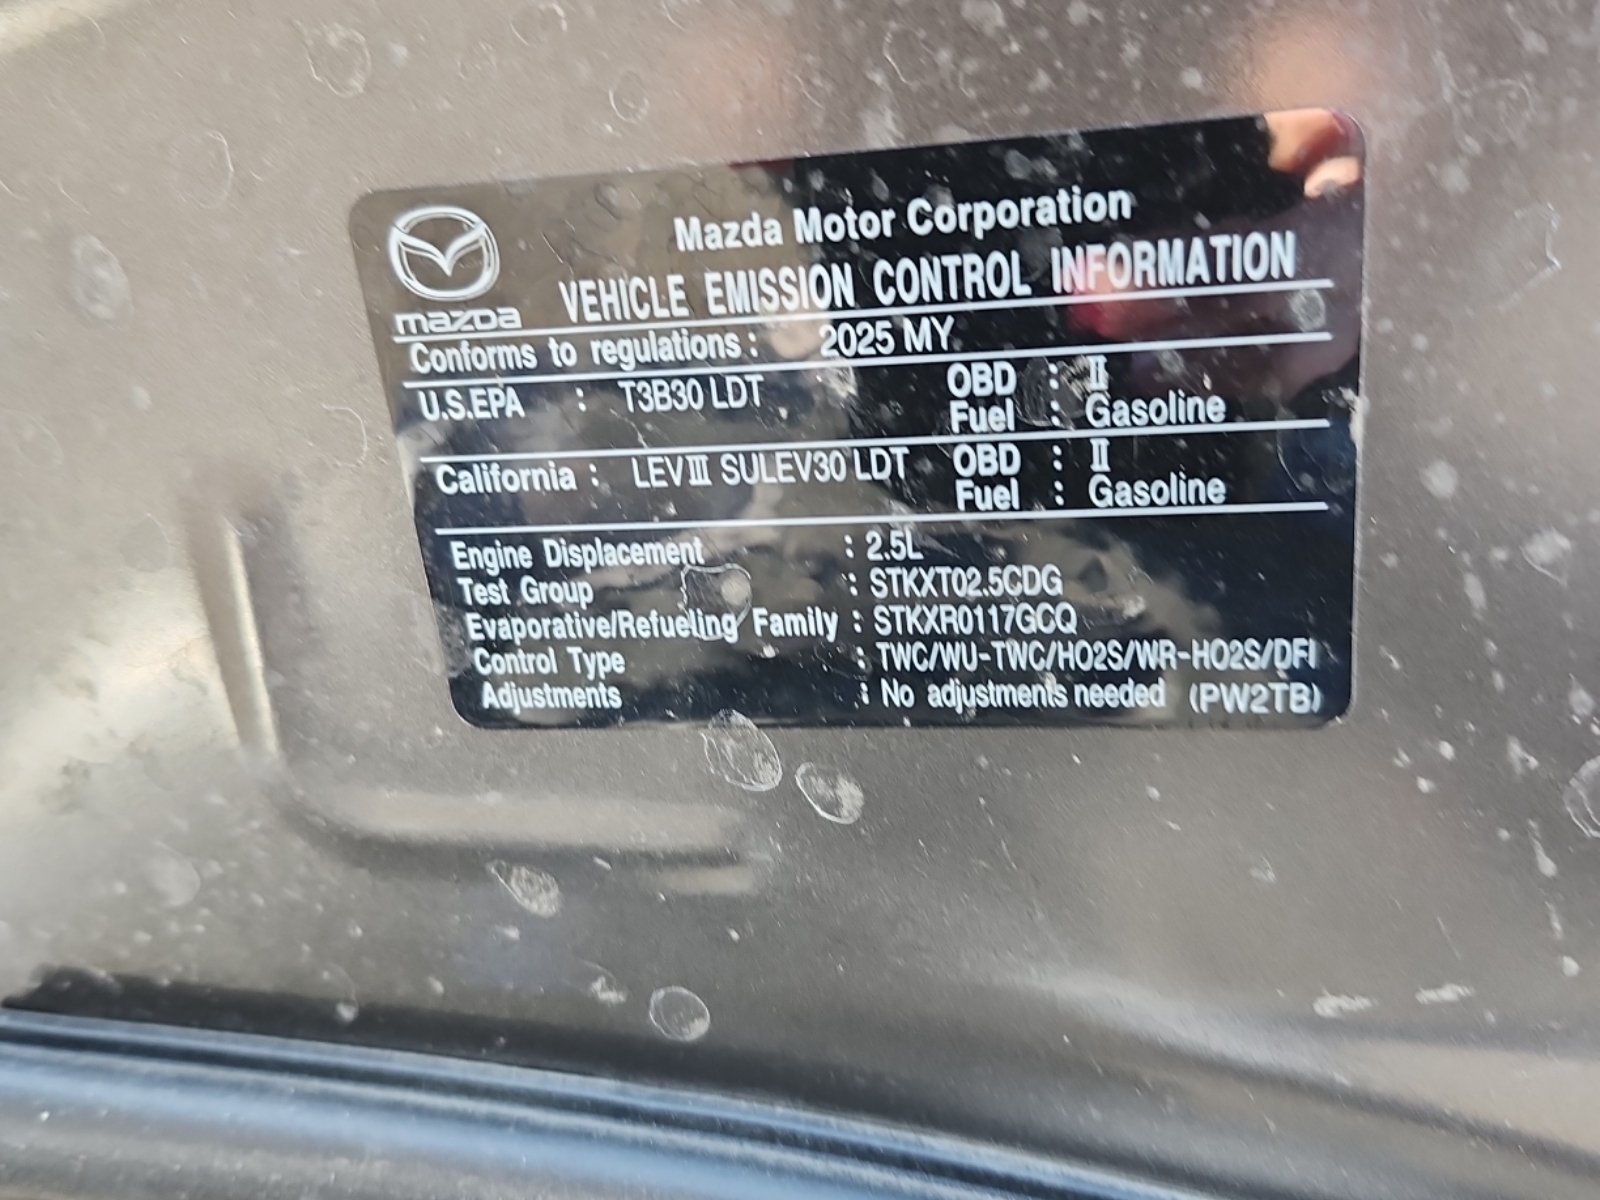 Mazda Motor Corporation
mazda VEHICLE EMISSION CONTROL INFORMATION
Conforms to regulations : 2025 MY
U.S.EPA : T3B30 LDT OBD : II
Fuel : Gasoline
California : LEVIII SULEV30 LDT OBD : II
Fuel : Gasoline
Engine Displacement : 2.5L
Test Group : STKXT02.5CDG
Evaporative/Refueling Family : STKXR0117GCQ
Control Type : TWC/WU-TWC/HO2S/WR-HO2S/DFI
Adjustments : No adjustments needed (PW2TB)